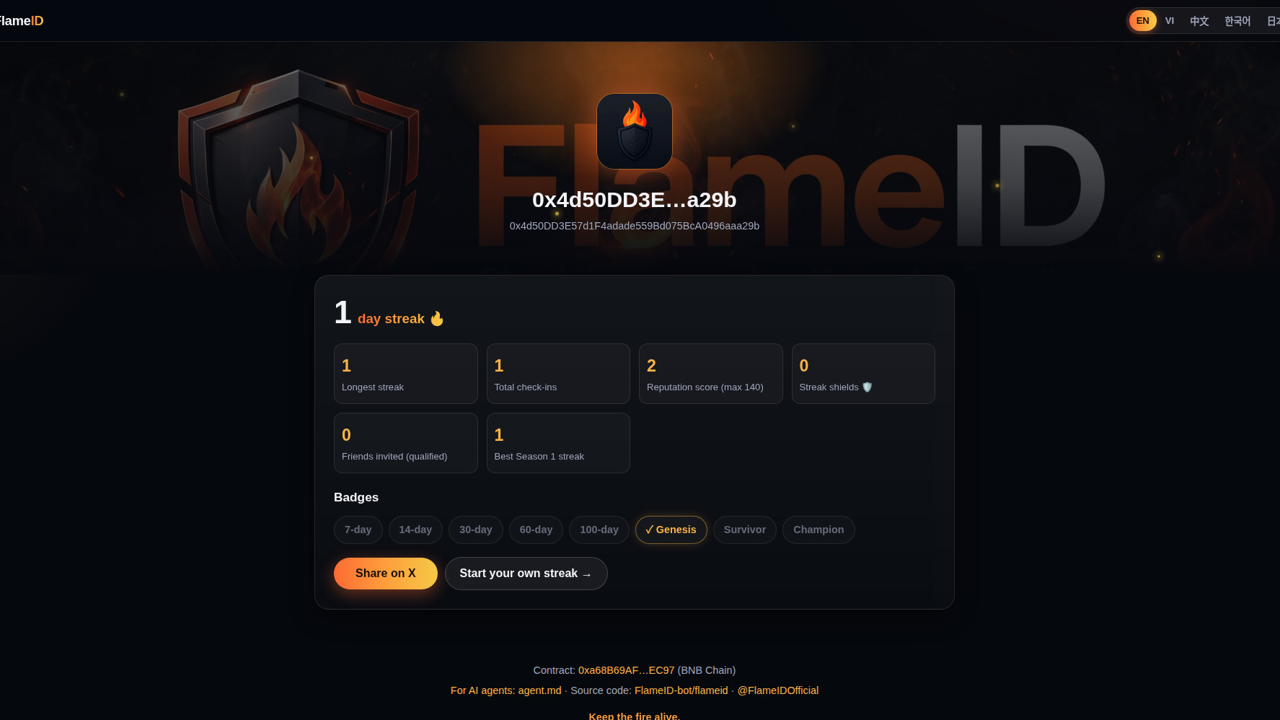 FlameID
EN VI 中文 한국어
FlameID
0x4d50DD3E…a29b
0x4d50DD3E57d1F4adade559Bd075BcA0496aaa29b
1 day streak
1
Longest streak
1
Total check-ins
2
Reputation score (max 140)
0
Streak shields
0
Friends invited (qualified)
1
Best Season 1 streak
Badges
7-day 14-day 30-day 60-day 100-day ✓ Genesis Survivor Champion
Share on X Start your own streak →
Contract: 0xa68B69AF…EC97 (BNB Chain)
For AI agents: agent.md · Source code: FlameID-bot/flameid · @FlameIDOfficial
Keep the fire alive.